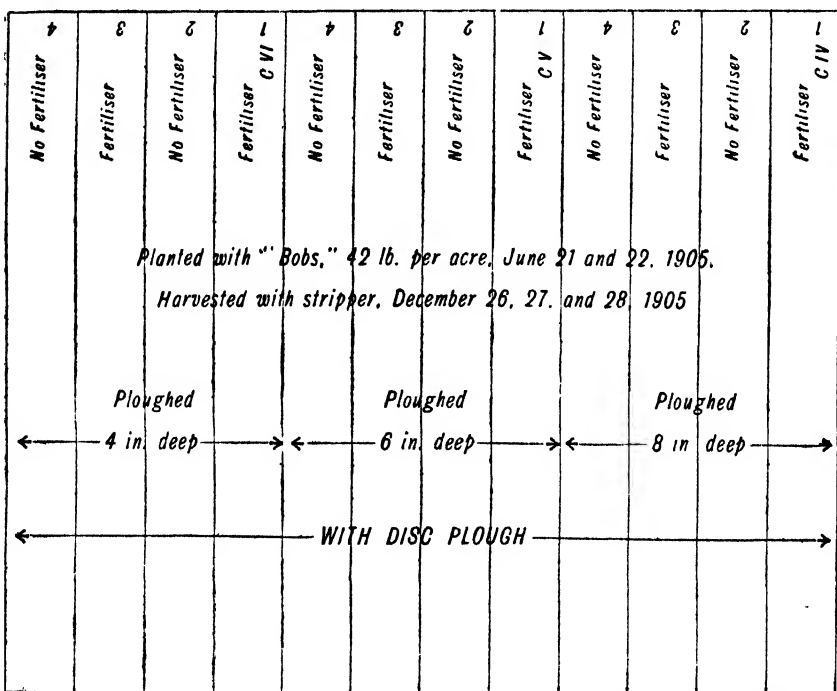 4 3 2 1 4 3 2 1 4 3 2 1
C VI C V C IV
No Fertiliser
Fertiliser
No Fertiliser
Fertiliser
No Fertiliser
Fertiliser
No Fertiliser
Fertiliser
No Fertiliser
Fertiliser
No Fertiliser
Fertiliser
Planted with "Bobs," 42 lb. per acre, June 21 and 22, 1905.
Harvested with stripper, December 26, 27, and 28, 1905
Ploughed Ploughed Ploughed
4 in. deep 6 in deep 8 in deep
WITH DISC PLOUGH